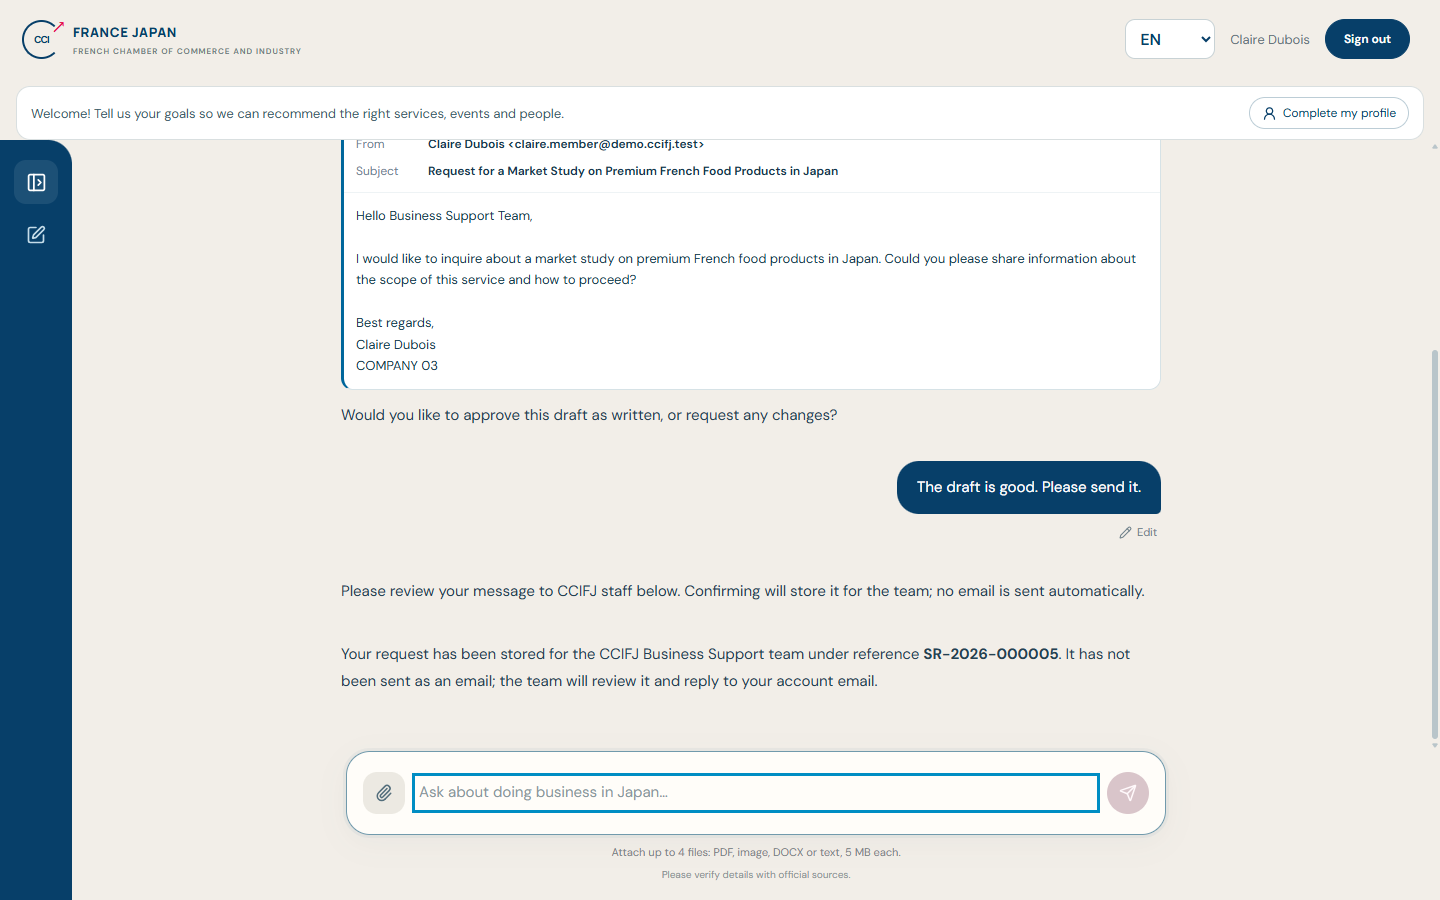 CCI
FRANCE JAPAN
FRENCH CHAMBER OF COMMERCE AND INDUSTRY
EN
Claire Dubois
Sign out
Welcome! Tell us your goals so we can recommend the right services, events and people.
Complete my profile
From Claire Dubois <claire.member@demo.ccifj.test>
Subject Request for a Market Study on Premium French Food Products in Japan
Hello Business Support Team,
I would like to inquire about a market study on premium French food products in Japan. Could you please share information about
the scope of this service and how to proceed?
Best regards,
Claire Dubois
COMPANY 03
Would you like to approve this draft as written, or request any changes?
The draft is good. Please send it.
Edit
Please review your message to CCIFJ staff below. Confirming will store it for the team; no email is sent automatically.
Your request has been stored for the CCIFJ Business Support team under reference SR-2026-000005. It has not
been sent as an email; the team will review it and reply to your account email.
Ask about doing business in Japan...
Attach up to 4 files: PDF, image, DOCX or text, 5 MB each.
Please verify details with official sources.